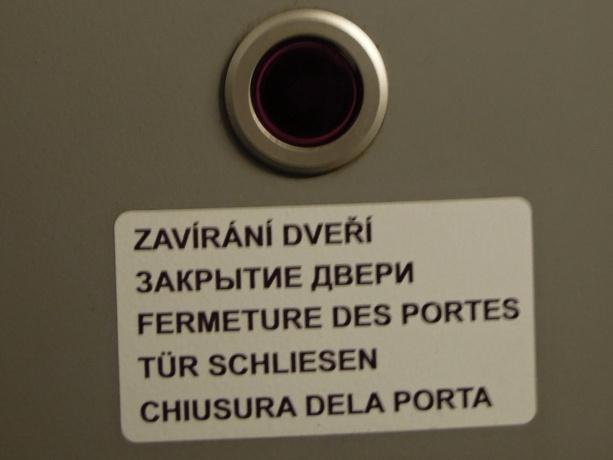 ZAVÍRÁNÍ DVEŘÍ
ЗАКРЫТИЕ ДВЕРИ
FERMETURE DES PORTES
TÜR SCHLIESEN
CHIUSURA DELA PORTA